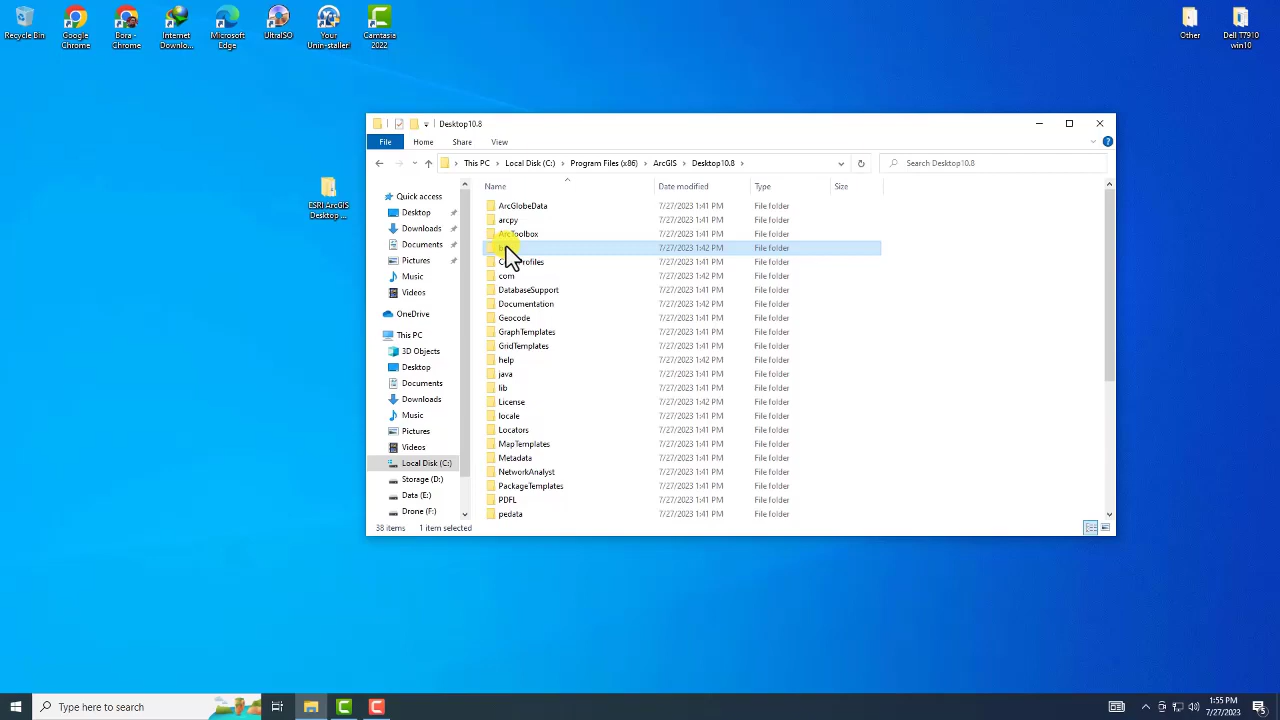 Recycle Bin
Google
Chrome
Bora -
Chrome
Internet
Downlo...
Microsoft
Edge
UltraISO
Your
Unin-staller
Camtasia
2022
Other
Dell T7910
win10
ESRI ArcGIS
Desktop ...
Desktop10.8
File Home Share View
This PC Local Disk (C:) Program Files (x86) ArcGIS Desktop10.8
Search Desktop10.8
Name Date modified Type Size
Quick access
Desktop
Downloads
Documents
Pictures
Music
Videos
OneDrive
This PC
3D Objects
Desktop
Documents
Downloads
Music
Pictures
Videos
Local Disk (C:)
Storage (D:)
Data (E:)
Drone (F:)
ArcGlobeData 7/27/2023 1:41 PM File folder
arcpy 7/27/2023 1:41 PM File folder
ArcToolbox 7/27/2023 1:41 PM File folder
7/27/2023 1:42 PM File folder
7/27/2023 1:41 PM File folder
com 7/27/2023 1:42 PM File folder
DatabaseSupport 7/27/2023 1:41 PM File folder
Documentation 7/27/2023 1:42 PM File folder
Geocode 7/27/2023 1:41 PM File folder
GraphTemplates 7/27/2023 1:41 PM File folder
GridTemplates 7/27/2023 1:41 PM File folder
help 7/27/2023 1:42 PM File folder
java 7/27/2023 1:41 PM File folder
lib 7/27/2023 1:41 PM File folder
License 7/27/2023 1:42 PM File folder
locale 7/27/2023 1:41 PM File folder
Locators 7/27/2023 1:41 PM File folder
MapTemplates 7/27/2023 1:41 PM File folder
Metadata 7/27/2023 1:41 PM File folder
NetworkAnalyst 7/27/2023 1:41 PM File folder
PackageTemplates 7/27/2023 1:41 PM File folder
PDFL 7/27/2023 1:41 PM File folder
pedata 7/27/2023 1:41 PM File folder
38 items 1 item selected
Type here to search
1:55 PM
7/27/2023